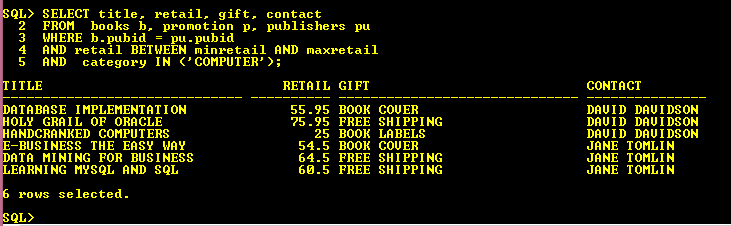 SQL> SELECT title, retail, gift, contact
2 FROM books b, promotion p, publishers pu
3 WHERE b.pubid = pu.pubid
4 AND retail BETWEEN minretail AND maxretail
5 AND category IN ('COMPUTER');
TITLE RETAIL GIFT CONTACT
DATABASE IMPLEMENTATION 55.95 BOOK COVER DAVID DAVIDSON
HOLY GRAIL OF ORACLE 75.95 FREE SHIPPING DAVID DAVIDSON
HANDCRANKED COMPUTERS 25 BOOK LABELS DAVID DAVIDSON
E-BUSINESS THE EASY WAY 54.5 BOOK COVER JANE TOMLIN
DATA MINING FOR BUSINESS 64.5 FREE SHIPPING JANE TOMLIN
LEARNING MYSQL AND SQL 60.5 FREE SHIPPING JANE TOMLIN
6 rows selected.
SQL>